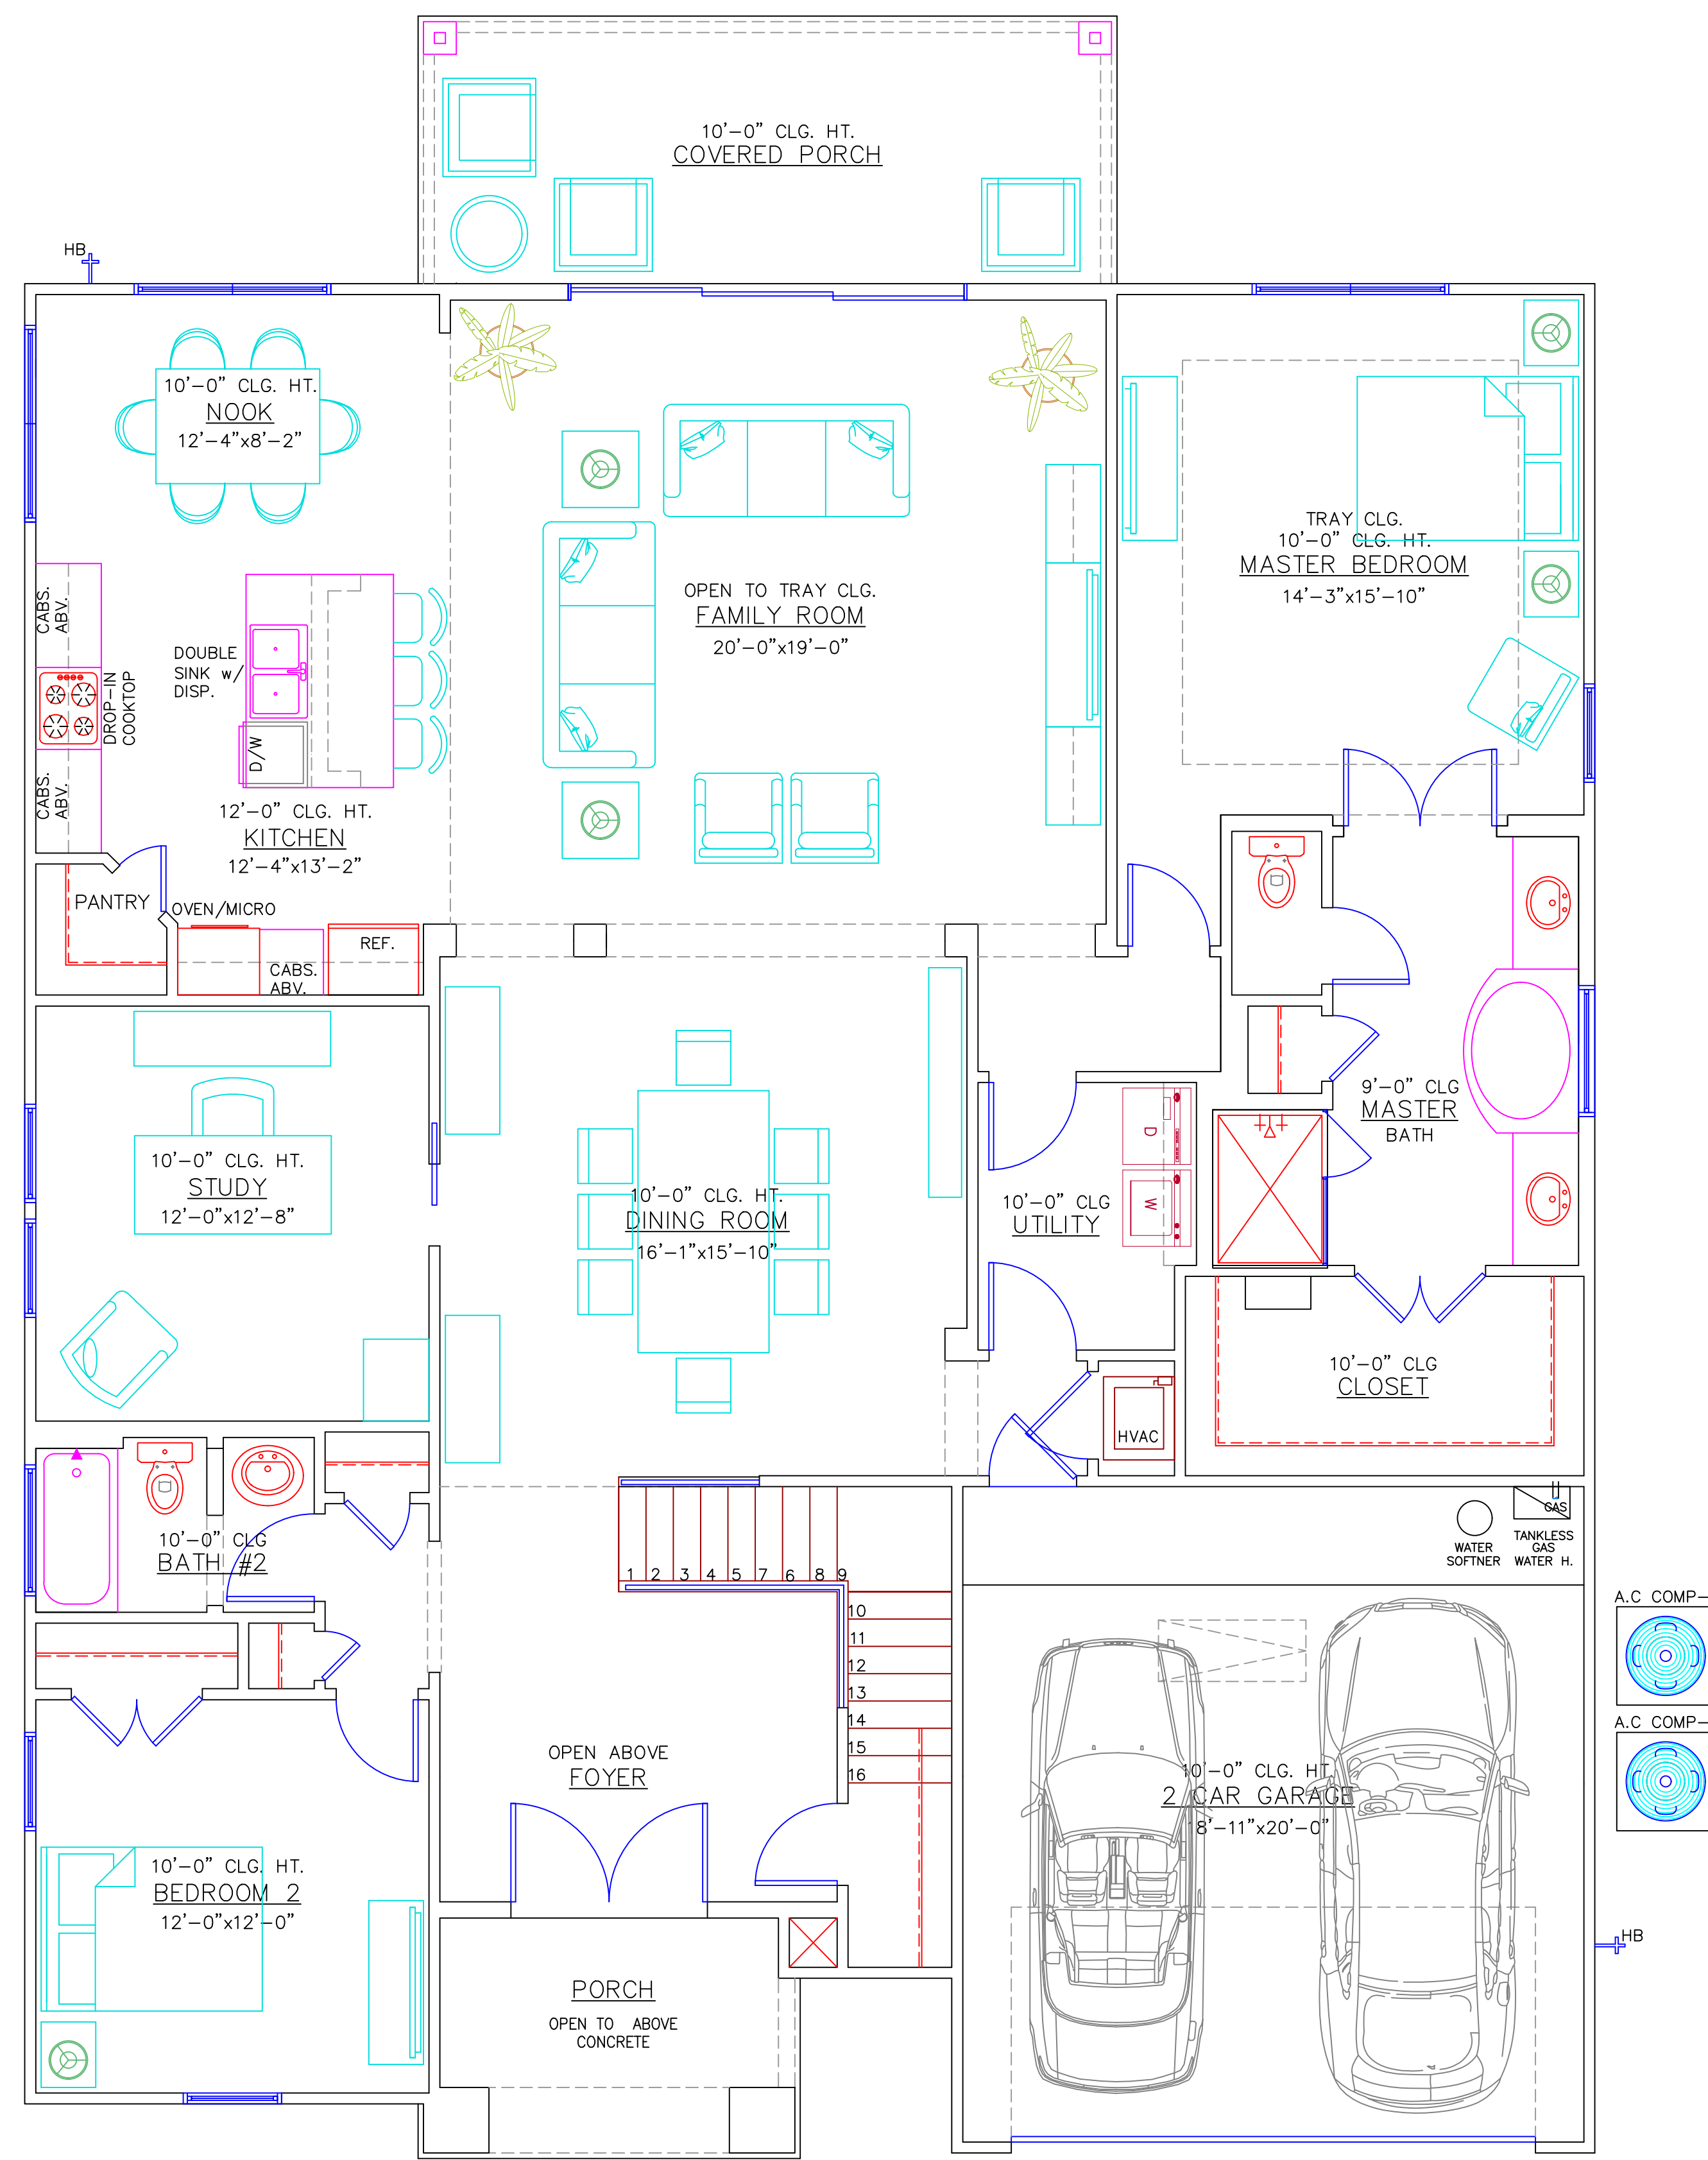 10'-0" CLG. HT.
COVERED PORCH
HB
10'-0" CLG. HT.
NOOK
12'-4"x8'-2"
TRAY CLG.
10'-0" CLG. HT.
MASTER BEDROOM
14'-3"x15'-10"
OPEN TO TRAY CLG.
FAMILY ROOM
20'-0"x19'-0"
CABS.
ABV.
DOUBLE
SINK w/
DISP.
DROP-IN
COOKTOP
D/W
CABS.
ABV.
12'-0" CLG. HT.
KITCHEN
12'-4"x13'-2"
PANTRY
OVEN/MICRO
REF.
CABS.
ABV.
9'-0" CLG
MASTER
BATH
D
W
10'-0" CLG. HT.
STUDY
12'-0"x12'-8"
10'-0" CLG. HT.
DINING ROOM
16'-1"x15'-10"
10'-0" CLG
UTILITY
10'-0" CLG
CLOSET
HVAC
GAS
WATER
SOFTNER
TANKLESS
GAS
WATER H.
10'-0" CLG
BATH #2
1 2 3 4 5 7 6 8 9
10
11
12
13
14
15
16
A.C COMP-
A.C COMP-
OPEN ABOVE
FOYER
10'-0" CLG. HT.
2 CAR GARAGE
18'-11"x20'-0"
10'-0" CLG. HT.
BEDROOM 2
12'-0"x12'-0"
HB
PORCH
OPEN TO ABOVE
CONCRETE